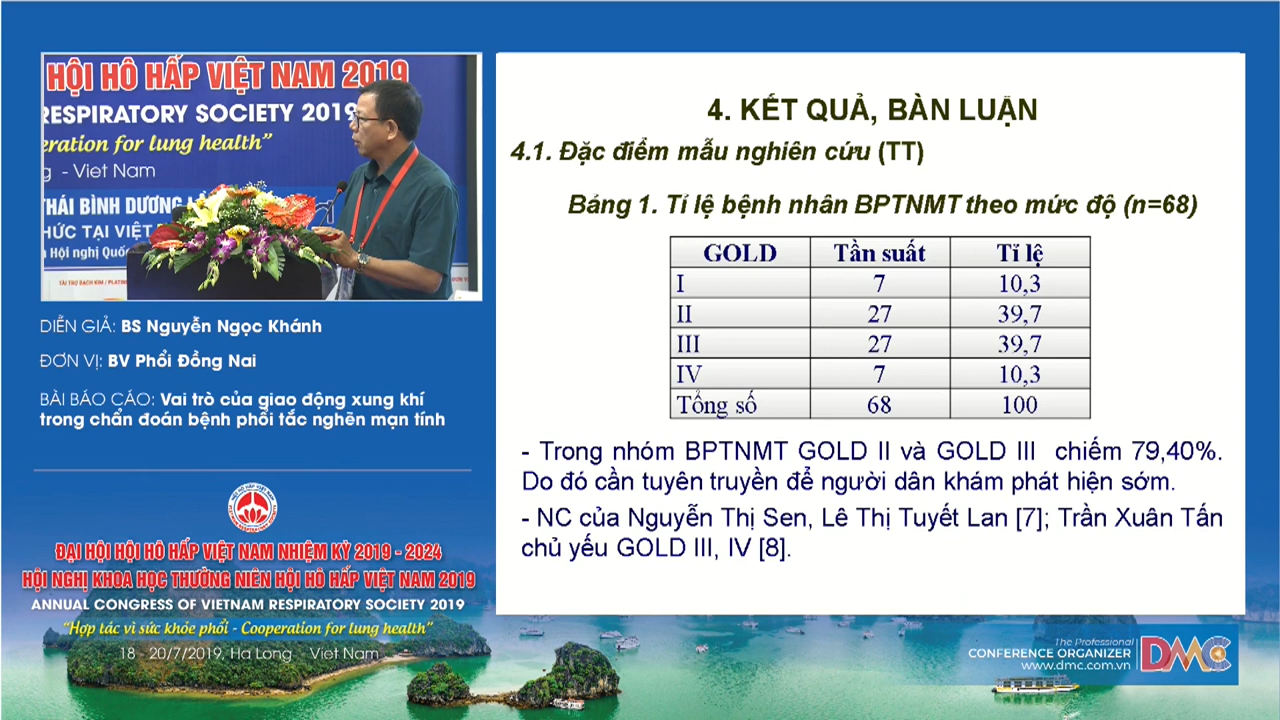 HỘI HÔ HẤP VIỆT NAM 2019
RESPIRATORY SOCIETY 2019
eration for lung health”
g - Viet Nam
THÁI BÌNH DƯƠNG
HỨC TẠI VIỆT
Hội nghị Quốc
TÀI TRỢ BẠCH KIM / PLATIN
DIỄN GIẢ: BS Nguyễn Ngọc Khánh
ĐƠN VỊ: BV Phổi Đồng Nai
BÀI BÁO CÁO: Vai trò của giao động xung khí
trong chẩn đoán bệnh phổi tắc nghẽn mạn tính
ĐẠI HỘI HỘI HÔ HẤP VIỆT NAM NHIỆM KỲ 2019 - 2024
HỘI NGHỊ KHOA HỌC THƯỜNG NIÊN HỘI HÔ HẤP VIỆT NAM 2019
ANNUAL CONGRESS OF VIETNAM RESPIRATORY SOCIETY 2019
“Hợp tác vì sức khỏe phổi - Cooperation for lung health”
18 - 20/7/2019, Ha Long Viet Nam
4. KẾT QUẢ, BÀN LUẬN
4.1. Đặc điểm mẫu nghiên cứu (TT)
Bảng 1. Tỉ lệ bệnh nhân BPTNMT theo mức độ (n=68)
GOLD Tần suất Tỉ lệ
I 7 10,3
II 27 39,7
III 27 39,7
IV 7 10,3
Tổng số 68 100
- Trong nhóm BPTNMT GOLD II và GOLD III chiếm 79,40%.
Do đó cần tuyên truyền để người dân khám phát hiện sớm.
- NC của Nguyễn Thị Sen, Lê Thị Tuyết Lan [7]; Trần Xuân Tấn
chủ yếu GOLD III, IV [8].
The Professional
CONFERENCE ORGANIZER
www.dmc.com.vn
DMC